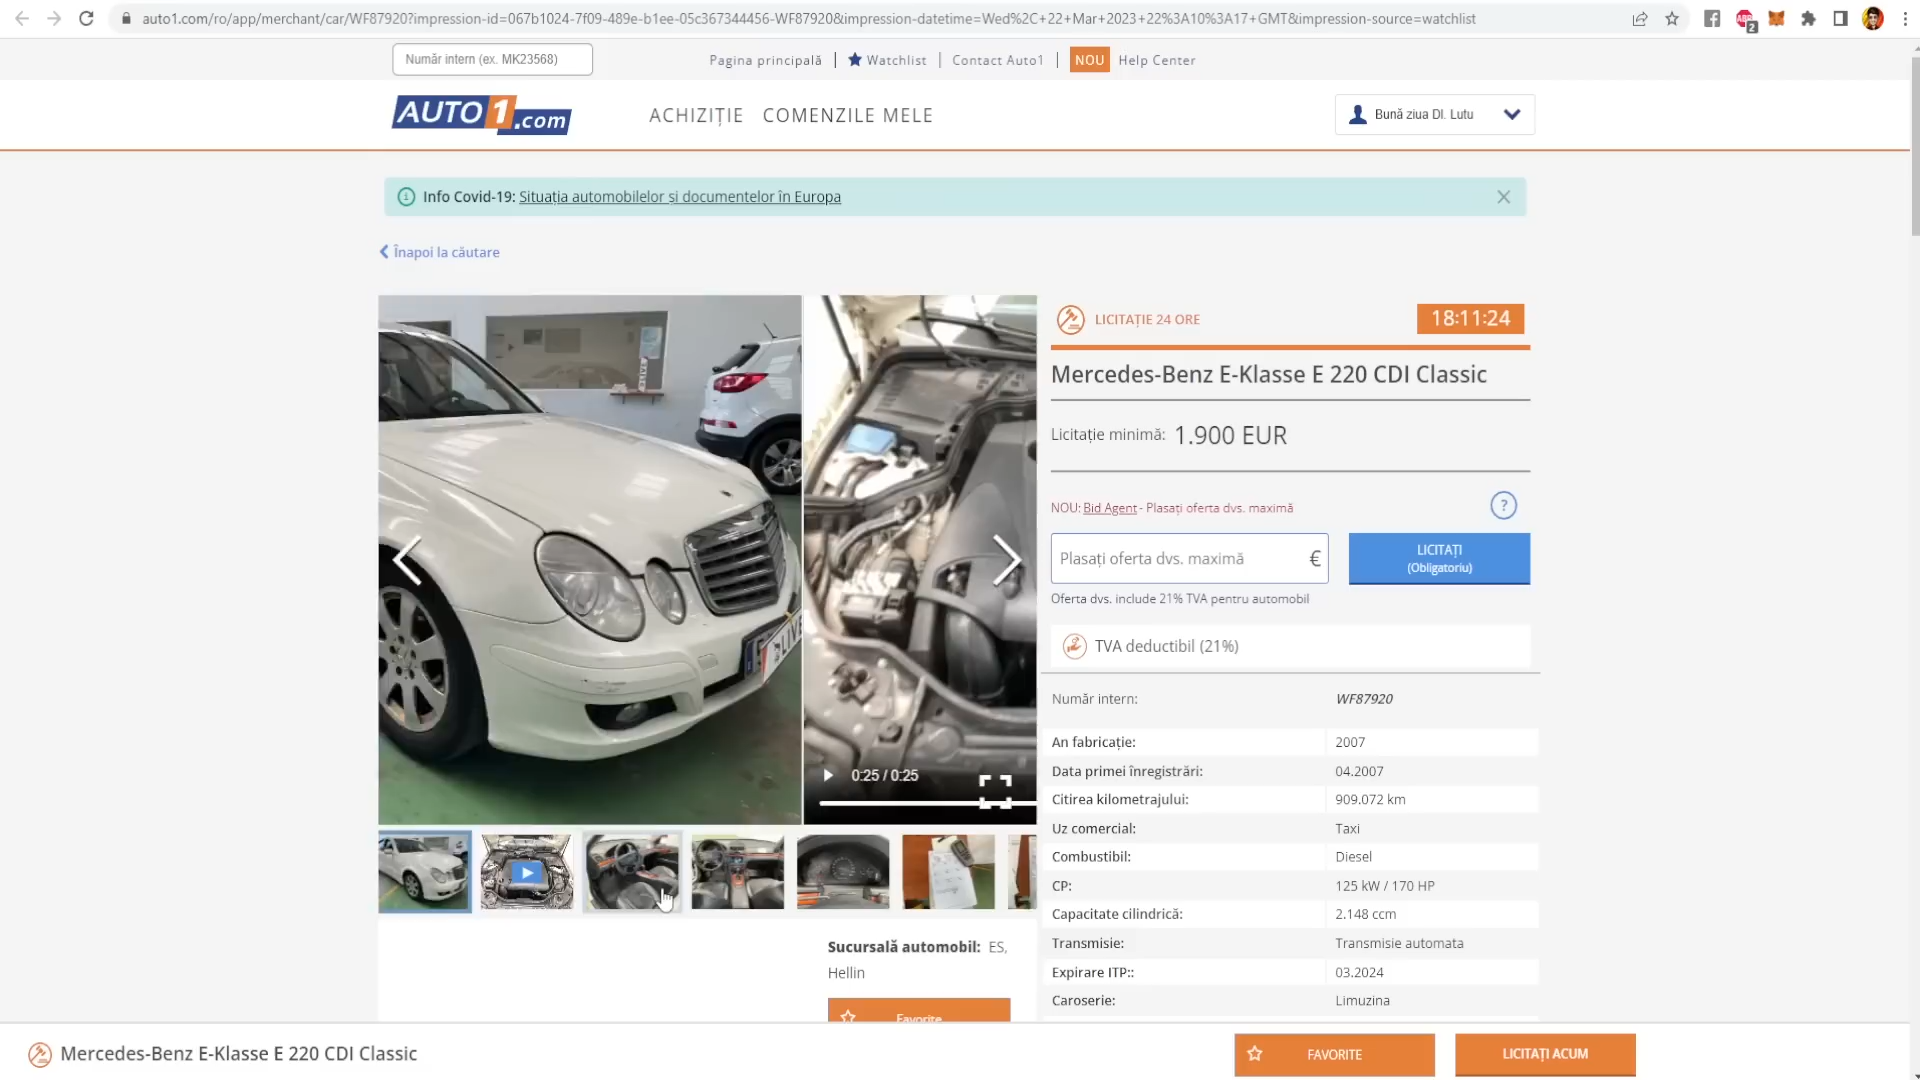 auto1.com/ro/app/merchant/car/WF87920?impression-id=067b1024-7f09-489e-b1ee-05c367344456-WF87920&impression-datetime=Wed%2C+22+Mar+2023+22%3A10%3A17+GMT&impression-source=watchlist
2
Număr intern (ex. MK23568)
Pagina principală
Watchlist
Contact Auto1
NOU Help Center
AUTO1.com
ACHIZIȚIE
COMENZILE MELE
Bună ziua Dl. Lutu
Info Covid-19: Situația automobilelor și documentelor în Europa
Înapoi la căutare
LICITAȚIE 24 ORE
18:11:24
Mercedes-Benz E-Klasse E 220 CDI Classic
Licitație minimă: 1.900 EUR
NOU: Bid Agent - Plasați oferta dvs. maximă
?
Plasați oferta dvs. maximă €
LICITAȚI
(Obligatoriu)
Oferta dvs. include 21% TVA pentru automobil
TVA deductibil (21%)
Număr intern: WF87920
An fabricație: 2007
Data primei înregistrări: 04.2007
Citirea kilometrajului: 909.072 km
Uz comercial: Taxi
Combustibil: Diesel
CP: 125 kW / 170 HP
Capacitate cilindrică: 2.148 ccm
Transmisie: Transmisie automata
Expirare ITP:: 03.2024
Caroserie: Limuzina
0:25 / 0:25
Sucursală automobil: ES,
Hellin
Favorite
Mercedes-Benz E-Klasse E 220 CDI Classic
FAVORITE
LICITAȚI ACUM